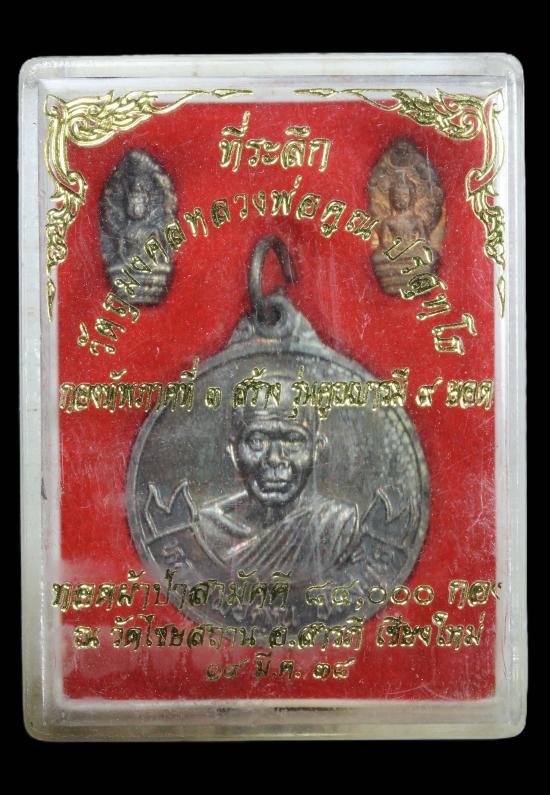 ที่ระลึก
วัตถุมงคลหลวงพ่อคูณ ปริสุทโธ
กองทัพภาคที่ ๓ สร้าง รุ่นคูณบารมี ๙ ยอด
ทอดผ้าป่าสามัคคี ๘๔,๐๐๐ กอง
ณ วัดไชยสถาน อ.สารภี เชียงใหม่
๑๙ มี.ค. ๓๘